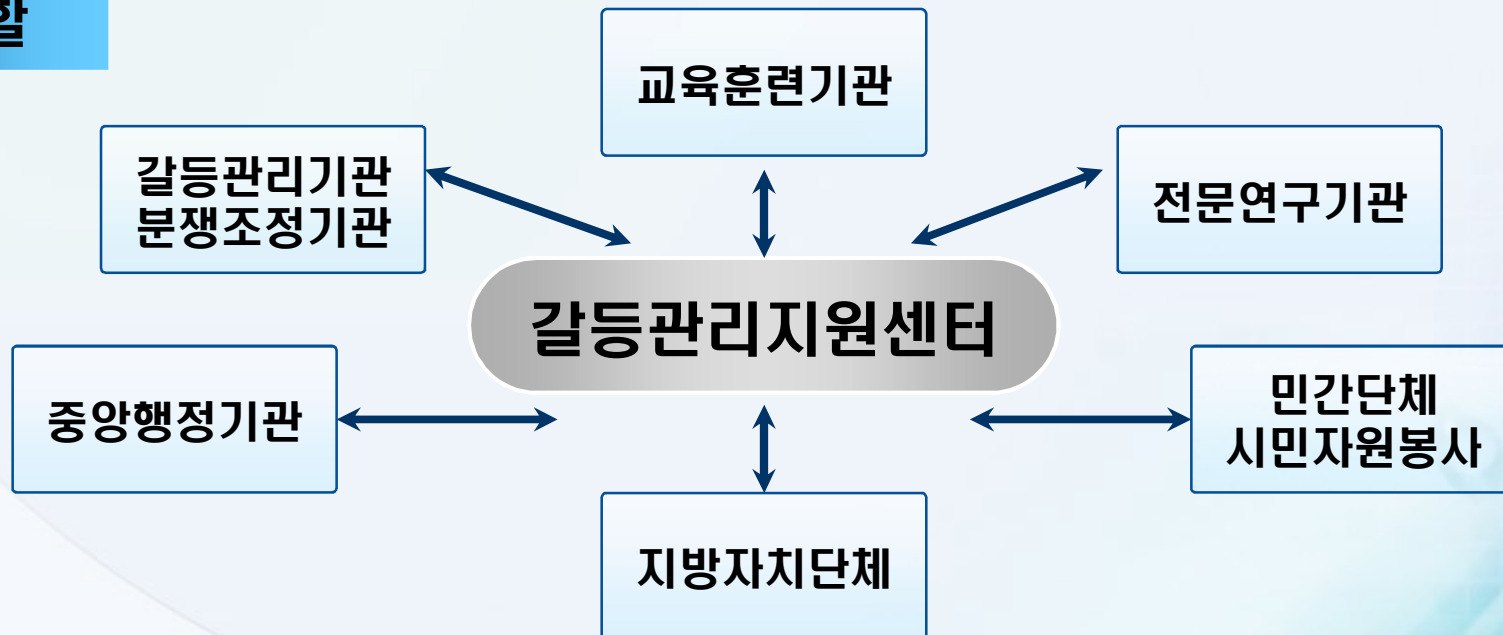 할
교육훈련기관
갈등관리기관
분쟁조정기관
전문연구기관
갈등관리지원센터
중앙행정기관
민간단체
시민자원봉사
지방자치단체